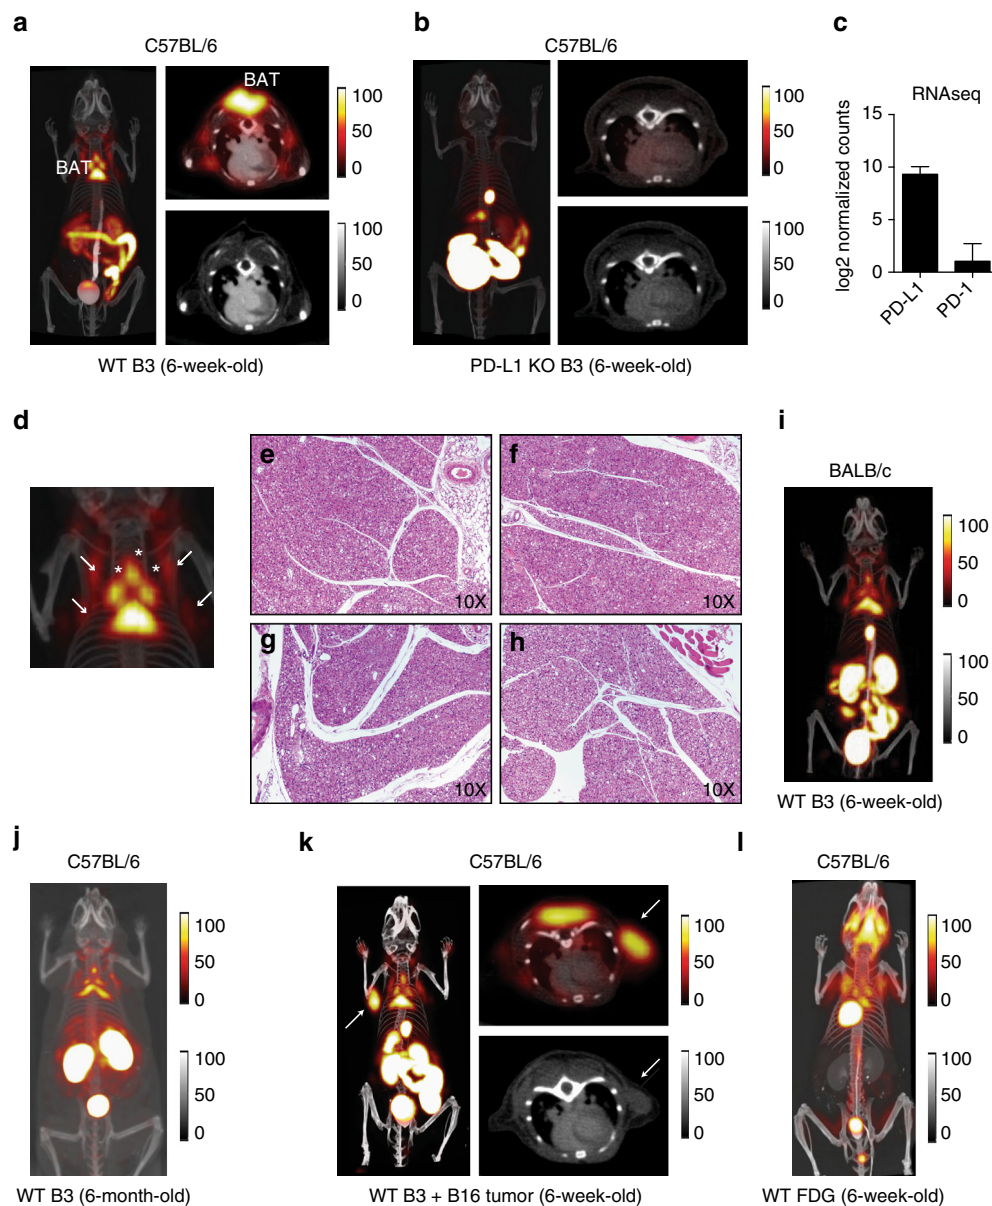 a
C57BL/6
BAT
BAT
100
50
0
100
50
0
WT B3 (6-week-old)
b
C57BL/6
100
50
0
100
50
0
PD-L1 KO B3 (6-week-old)
c
RNAseq
log2 normalized counts
15
10
5
0
PD-L1
PD-1
d
*
* *
e
10X
f
10X
g
10X
h
10X
i
BALB/c
100
50
0
100
50
0
WT B3 (6-week-old)
j
C57BL/6
100
50
0
100
50
0
WT B3 (6-month-old)
k
C57BL/6
100
50
0
100
50
0
WT B3 + B16 tumor (6-week-old)
l
C57BL/6
100
50
0
100
50
0
WT FDG (6-week-old)